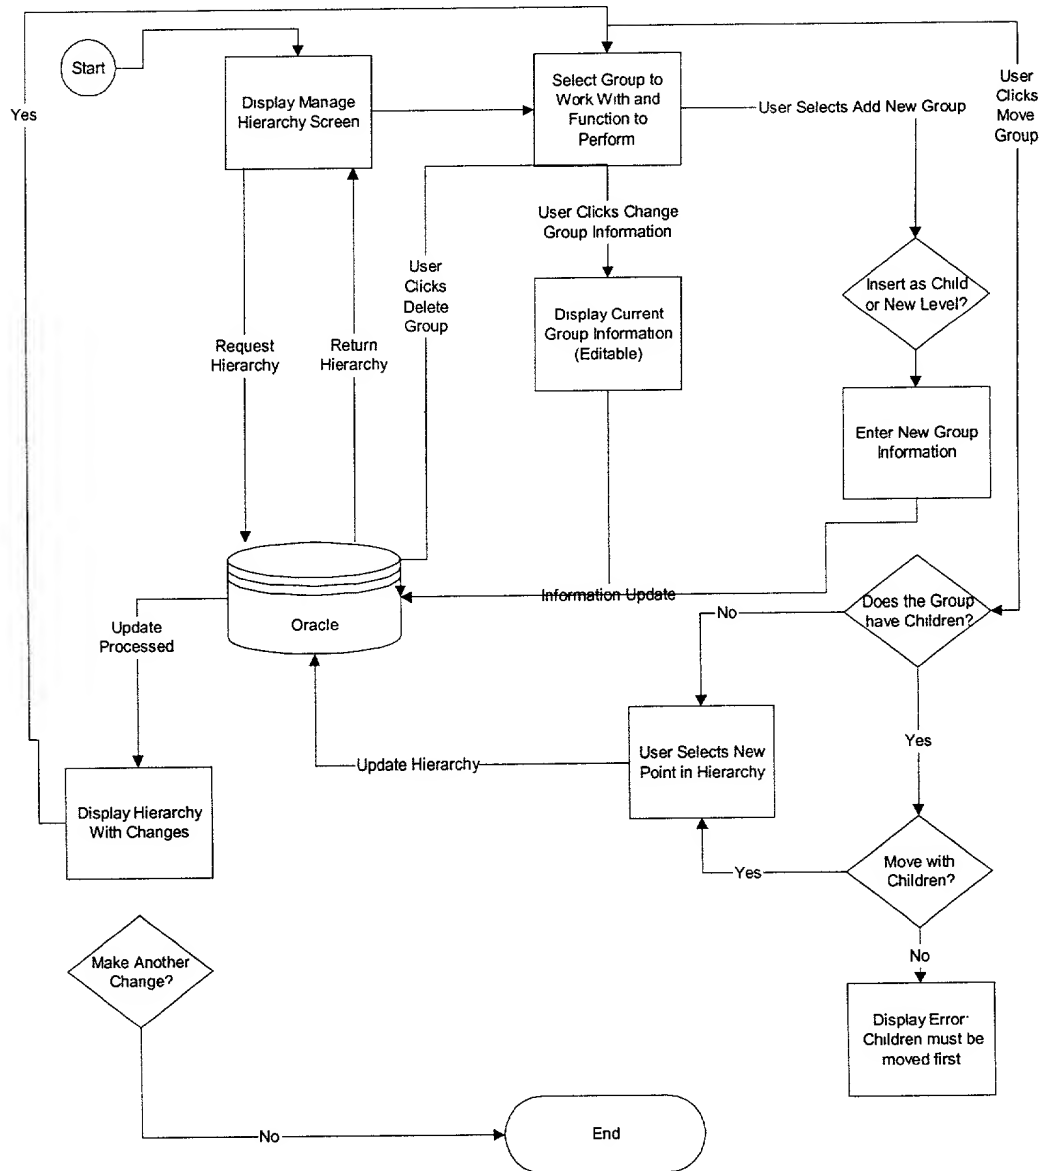 Start
Yes
Display Manage
Hierarchy Screen
Select Group to
Work With and
Function to
Perform
User Selects Add New Group
User
Clicks
Move
Group
User Clicks Change
Group Information
User
Clicks
Delete
Group
Insert as Child
or New Level?
Display Current
Group Information
(Editable)
Request
Hierarchy
Return
Hierarchy
Enter New Group
Information
Information Update
Oracle
Update
Processed
No
Does the Group
have Children?
Yes
User Selects New
Point in Hierarchy
Update Hierarchy
Display Hierarchy
With Changes
Move with
Children?
Yes
No
Make Another
Change?
Display Error:
Children must be
moved first
No
End